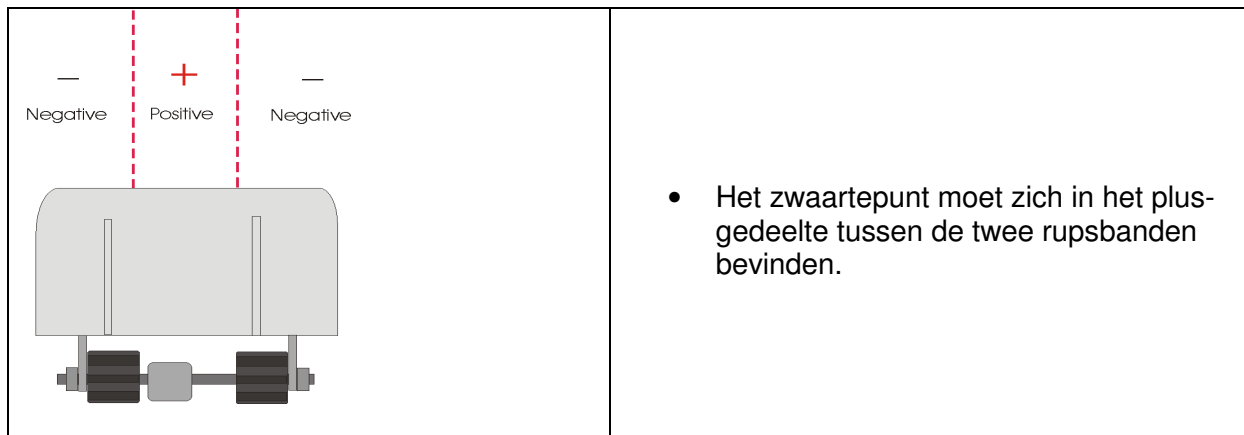 — + —
Negative Positive Negative
• Het zwaartepunt moet zich in het plus-
gedeelte tussen de twee rupsbanden
bevinden.